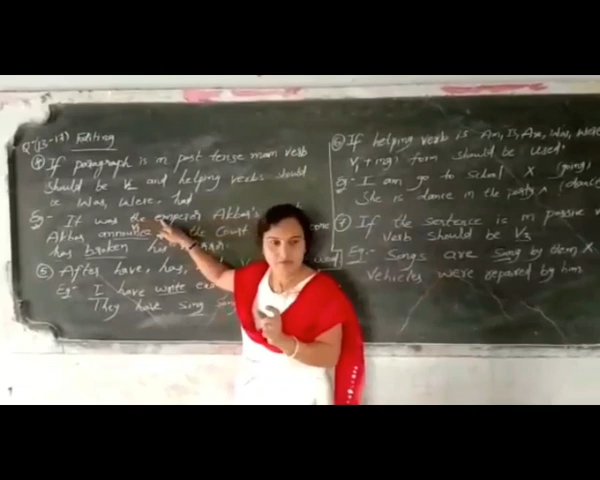 Q-(13-17) Editing
④ If paragraph is in past tense main verb
should be V₂ and helping verbs should
be was, were, had
Eg:- It was the emperor Akbar's
Akbar announce the Court
has broken his
⑤ After have, has,
Eg:- I have write
They have sing
⑥ If helping verb is Am, Is, Are, Was, Were
V₁ + ing form should be used
Eg:- I am go to School X (going)
She is dance in the party X (dance
⑦ If the sentence is in passive
verb should be V₃
Eg:- Songs are sang by them X
Vehicles were repaired by him